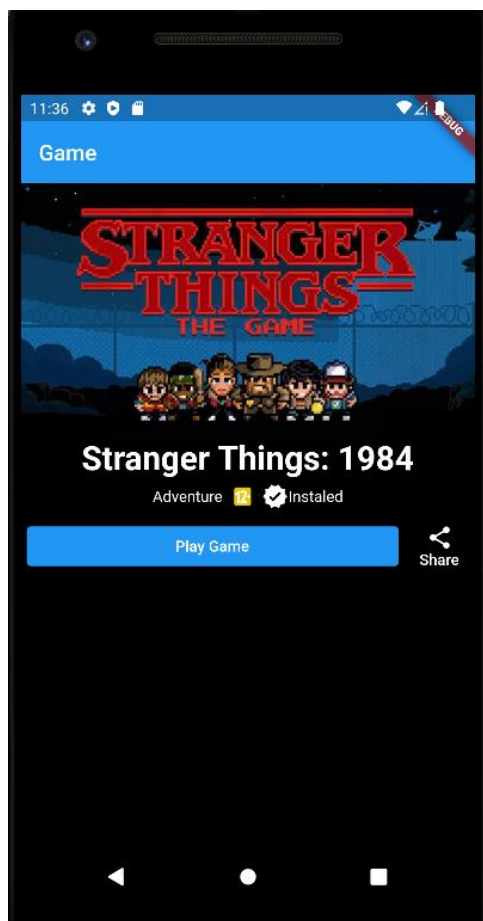 11:36
DEBUG
Game
STRANGER
THINGS
THE GAME
Stranger Things: 1984
Adventure 12+ Instaled
Play Game
Share